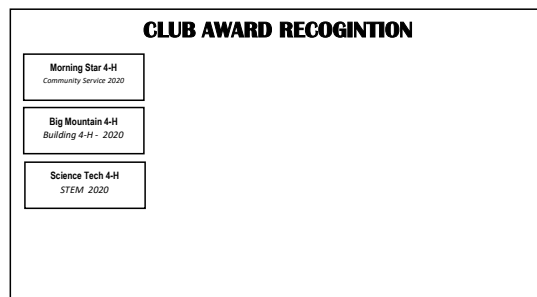 CLUB AWARD RECOGINTION
Morning Star 4-H
Community Service 2020
Big Mountain 4-H
Building 4-H - 2020
Science Tech 4-H
STEM 2020